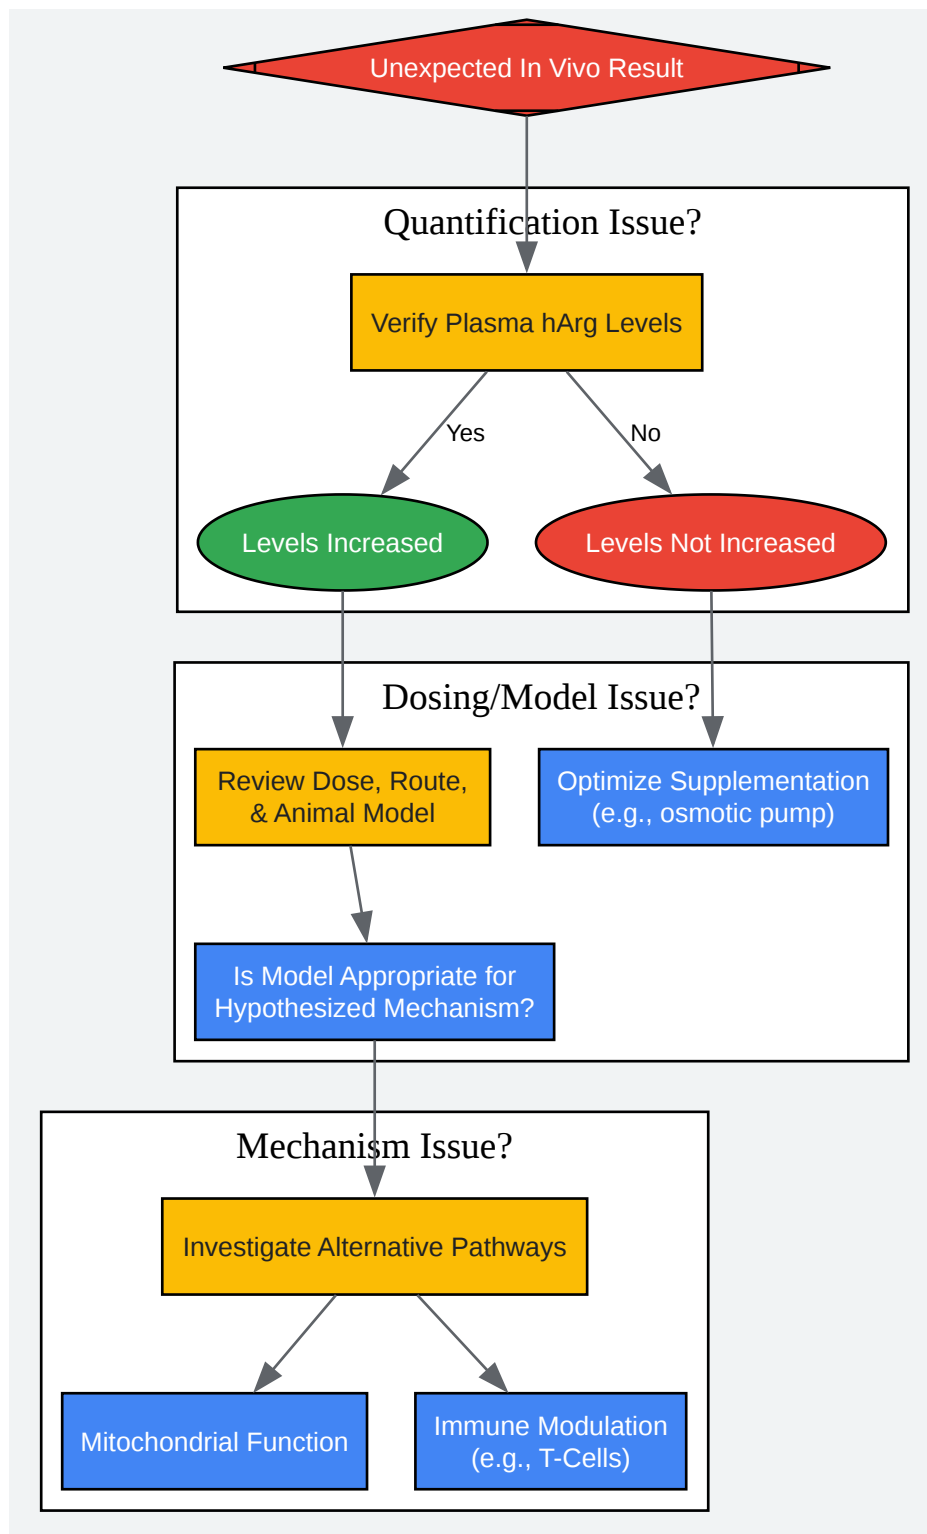 Unexpected In Vivo Result
Quantification Issue?
Verify Plasma hArg Levels
Yes
No
Levels Increased
Levels Not Increased
Dosing/Model Issue?
Review Dose, Route,
& Animal Model
Optimize Supplementation
(e.g., osmotic pump)
Is Model Appropriate for
Hypothesized Mechanism?
Mechanism Issue?
Investigate Alternative Pathways
Mitochondrial Function
Immune Modulation
(e.g., T-Cells)